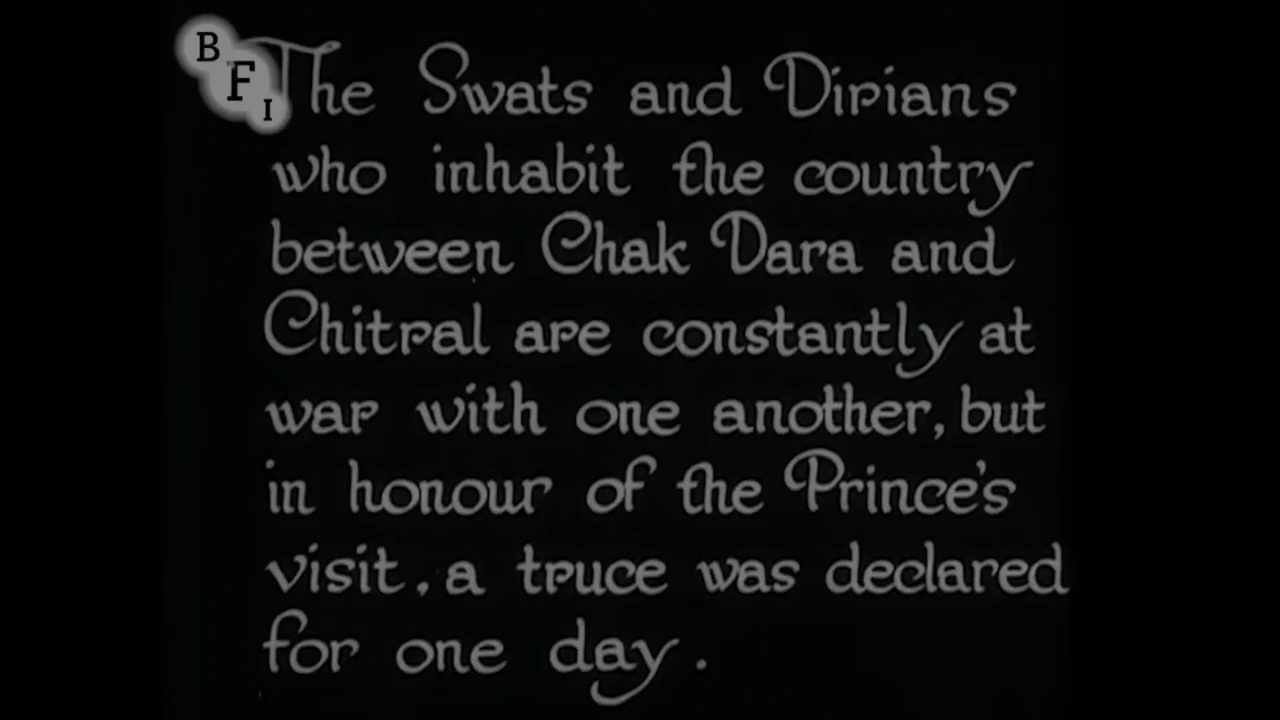 BFI
The Swats and Dirians
who inhabit the country
between Chak Dara and
Chitral are constantly at
war with one another, but
in honour of the Prince's
visit, a truce was declared
for one day.